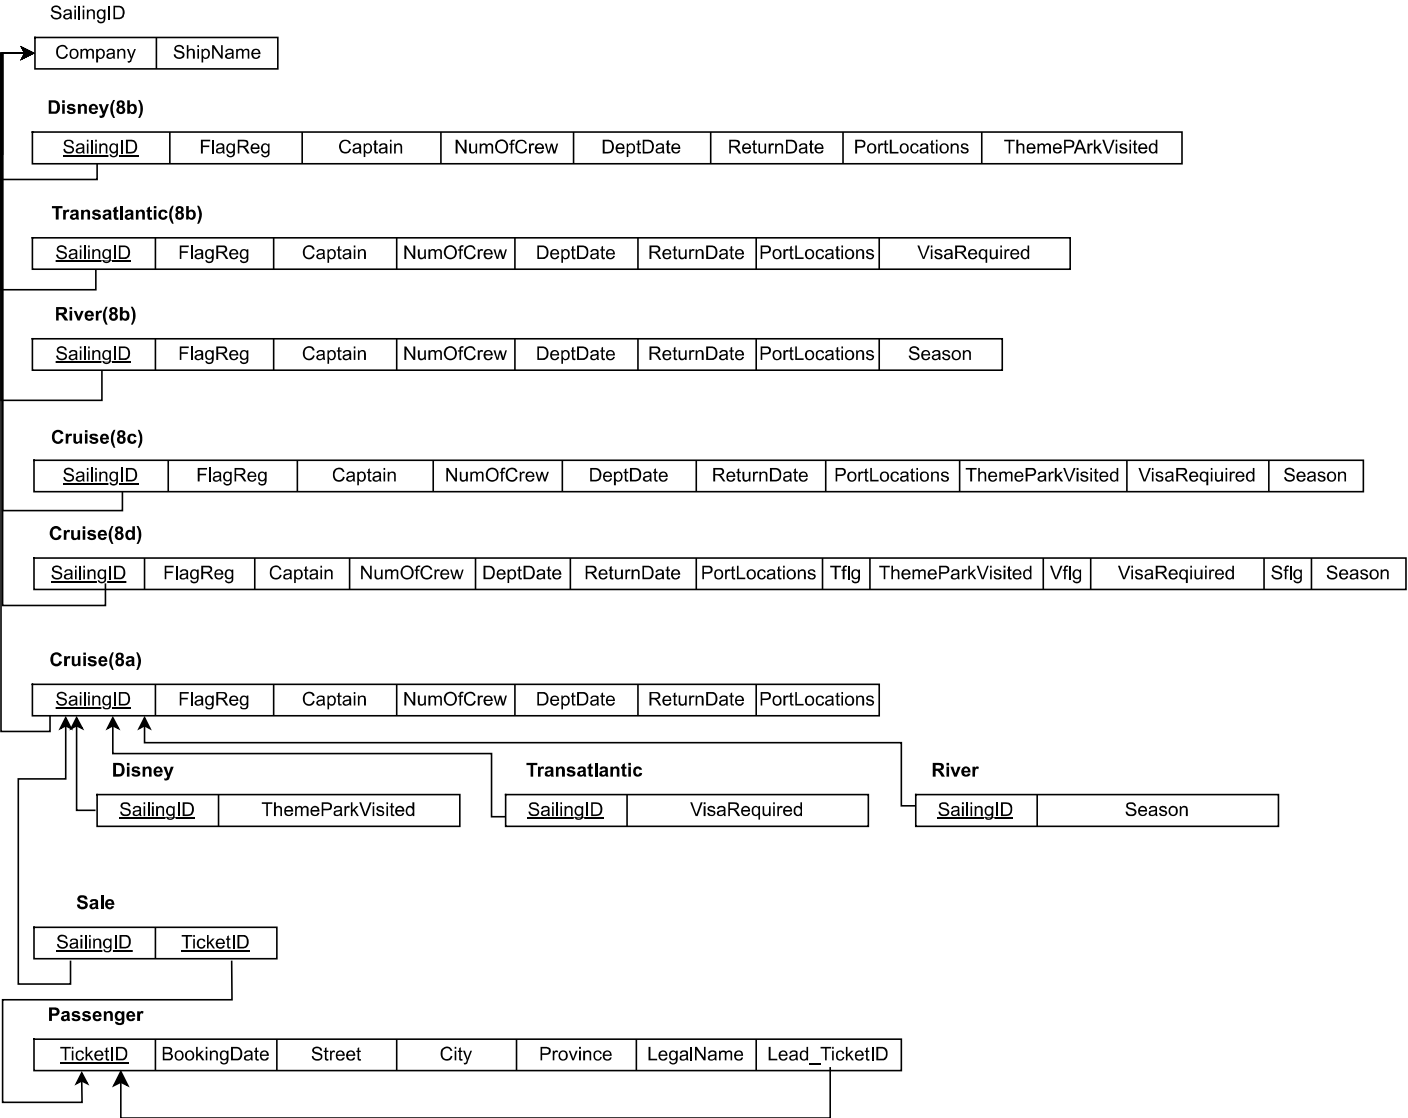 SailingID
Company ShipName
Disney(8b)
SailingID FlagReg Captain NumOfCrew DeptDate ReturnDate PortLocations ThemePArkVisited
Transatlantic(8b)
SailingID FlagReg Captain NumOfCrew DeptDate ReturnDate PortLocations VisaRequired
River(8b)
SailingID FlagReg Captain NumOfCrew DeptDate ReturnDate PortLocations Season
Cruise(8c)
SailingID FlagReg Captain NumOfCrew DeptDate ReturnDate PortLocations ThemeParkVisited VisaReqiuired Season
Cruise(8d)
SailingID FlagReg Captain NumOfCrew DeptDate ReturnDate PortLocations Tflg ThemeParkVisited Vflg VisaReqiuired Sflg Season
Cruise(8a)
SailingID FlagReg Captain NumOfCrew DeptDate ReturnDate PortLocations
Disney Transatlantic River
SailingID ThemeParkVisited SailingID VisaRequired SailingID Season
Sale
SailingID TicketID
Passenger
TicketID BookingDate Street City Province LegalName Lead_TicketID